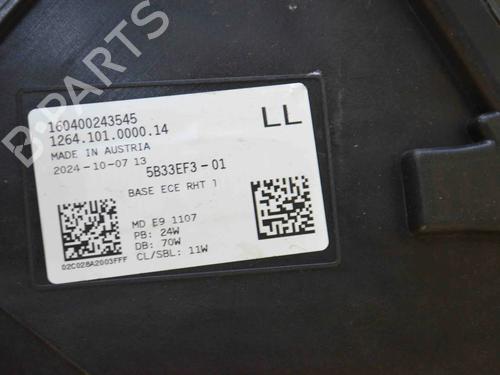 B-PARTS
160400243545
LL
1264.101.0000.14
MADE IN AUSTRIA
2024-10-07 13
5B33EF3-01
BASE ECE RHT 1
MD E9 1107
PB: 24W
DB: 70W
CL/SBL: 11W
02C028A2003FFF